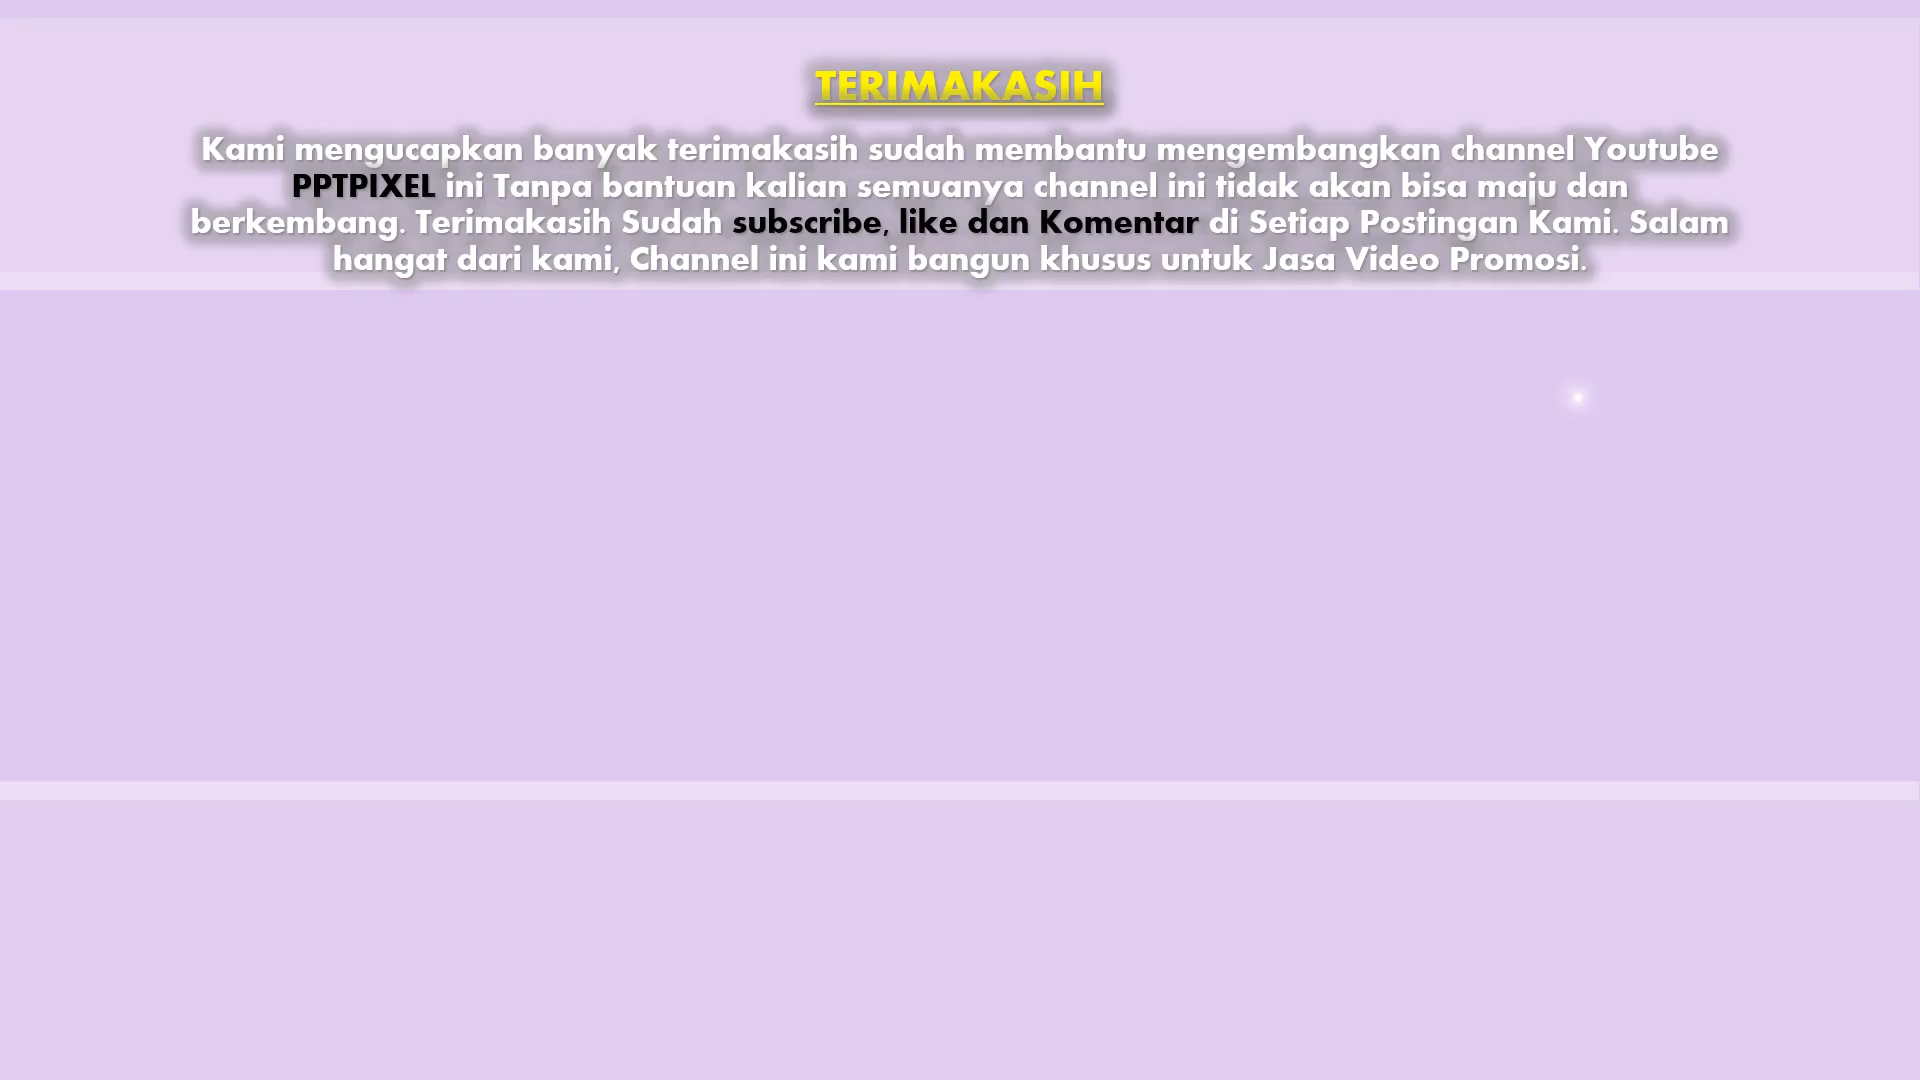 TERIMAKASIH
Kami mengucapkan banyak terimakasih sudah membantu mengembangkan channel Youtube
PPTPIXEL ini Tanpa bantuan kalian semuanya channel ini tidak akan bisa maju dan
berkembang. Terimakasih Sudah subscribe, like dan Komentar di Setiap Postingan Kami. Salam
hangat dari kami, Channel ini kami bangun khusus untuk Jasa Video Promosi.